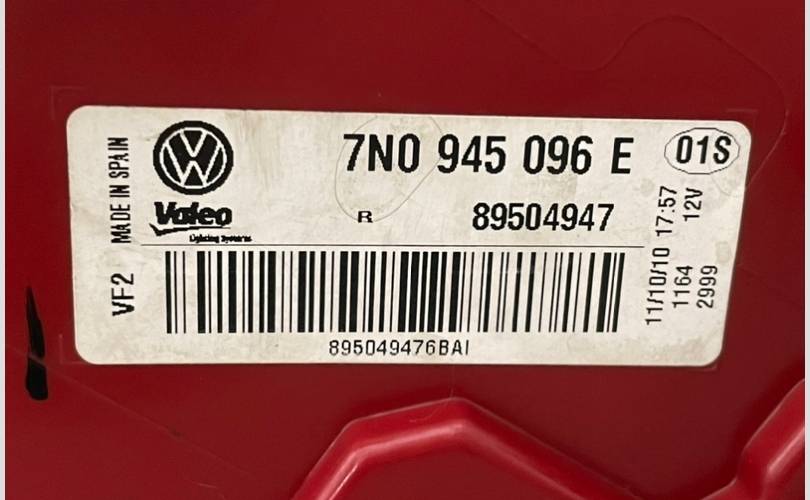 MADE IN SPAIN
VF2
VW
Valeo
Lighting Systems
7N0 945 096 E
01S
R
89504947
895049476BAI
11/10/10 17:57
1164 12V
2999